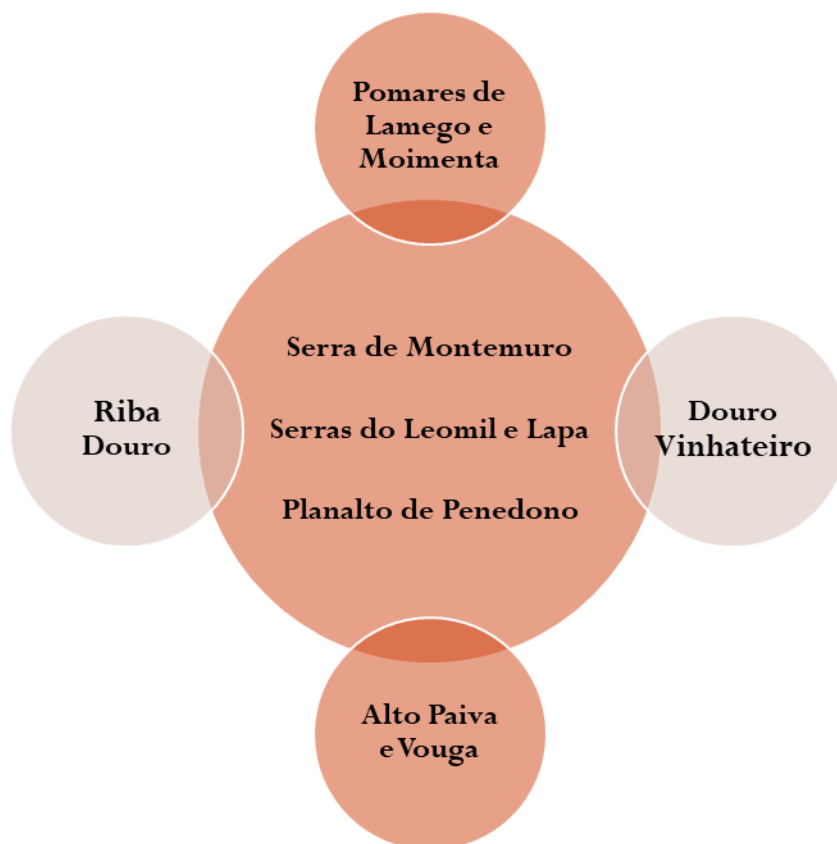 Pomares de
Lamego e
Moimenta
Serra de Montemuro
Riba
Douro
Serras do Leomil e Lapa
Douro
Vinhateiro
Planalto de Penedono
Alto Paiva
e Vouga